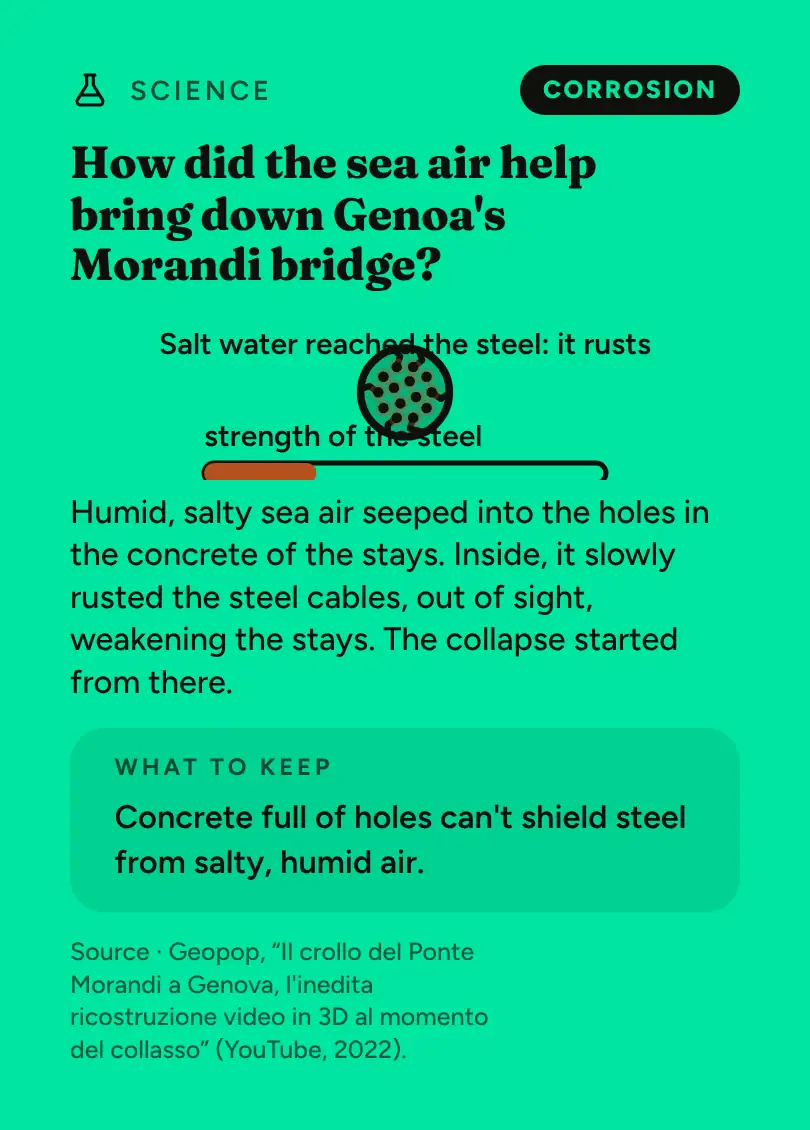 SCIENCE
CORROSION
How did the sea air help
bring down Genoa's
Morandi bridge?
Salt water reached the steel: it rusts
strength of the steel
Humid, salty sea air seeped into the holes in
the concrete of the stays. Inside, it slowly
rusted the steel cables, out of sight,
weakening the stays. The collapse started
from there.
WHAT TO KEEP
Concrete full of holes can't shield steel
from salty, humid air.
Source · Geopop, “Il crollo del Ponte
Morandi a Genova, l'inedita
ricostruzione video in 3D al momento
del collasso” (YouTube, 2022).